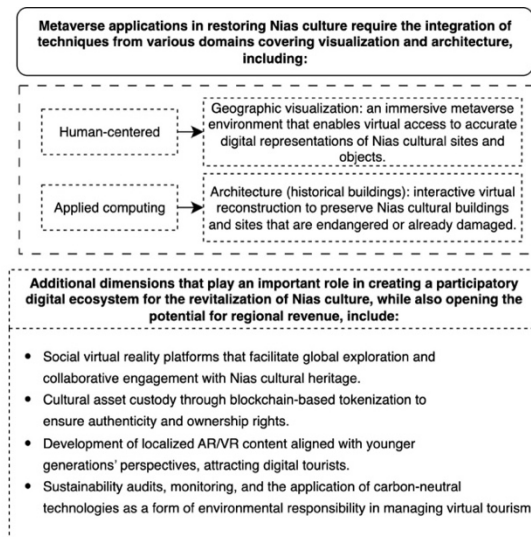 Metaverse applications in restoring Nias culture require the integration of
techniques from various domains covering visualization and architecture,
including:
Human-centered
Geographic visualization: an immersive metaverse
environment that enables virtual access to accurate
digital representations of Nias cultural sites and
objects.
Applied computing
Architecture (historical buildings): interactive virtual
reconstruction to preserve Nias cultural buildings
and sites that are endangered or already damaged.
Additional dimensions that play an important role in creating a participatory
digital ecosystem for the revitalization of Nias culture, while also opening the
potential for regional revenue, include:
• Social virtual reality platforms that facilitate global exploration and
collaborative engagement with Nias cultural heritage.
• Cultural asset custody through blockchain-based tokenization to
ensure authenticity and ownership rights.
• Development of localized AR/VR content aligned with younger
generations' perspectives, attracting digital tourists.
• Sustainability audits, monitoring, and the application of carbon-neutral
technologies as a form of environmental responsibility in managing virtual tourism